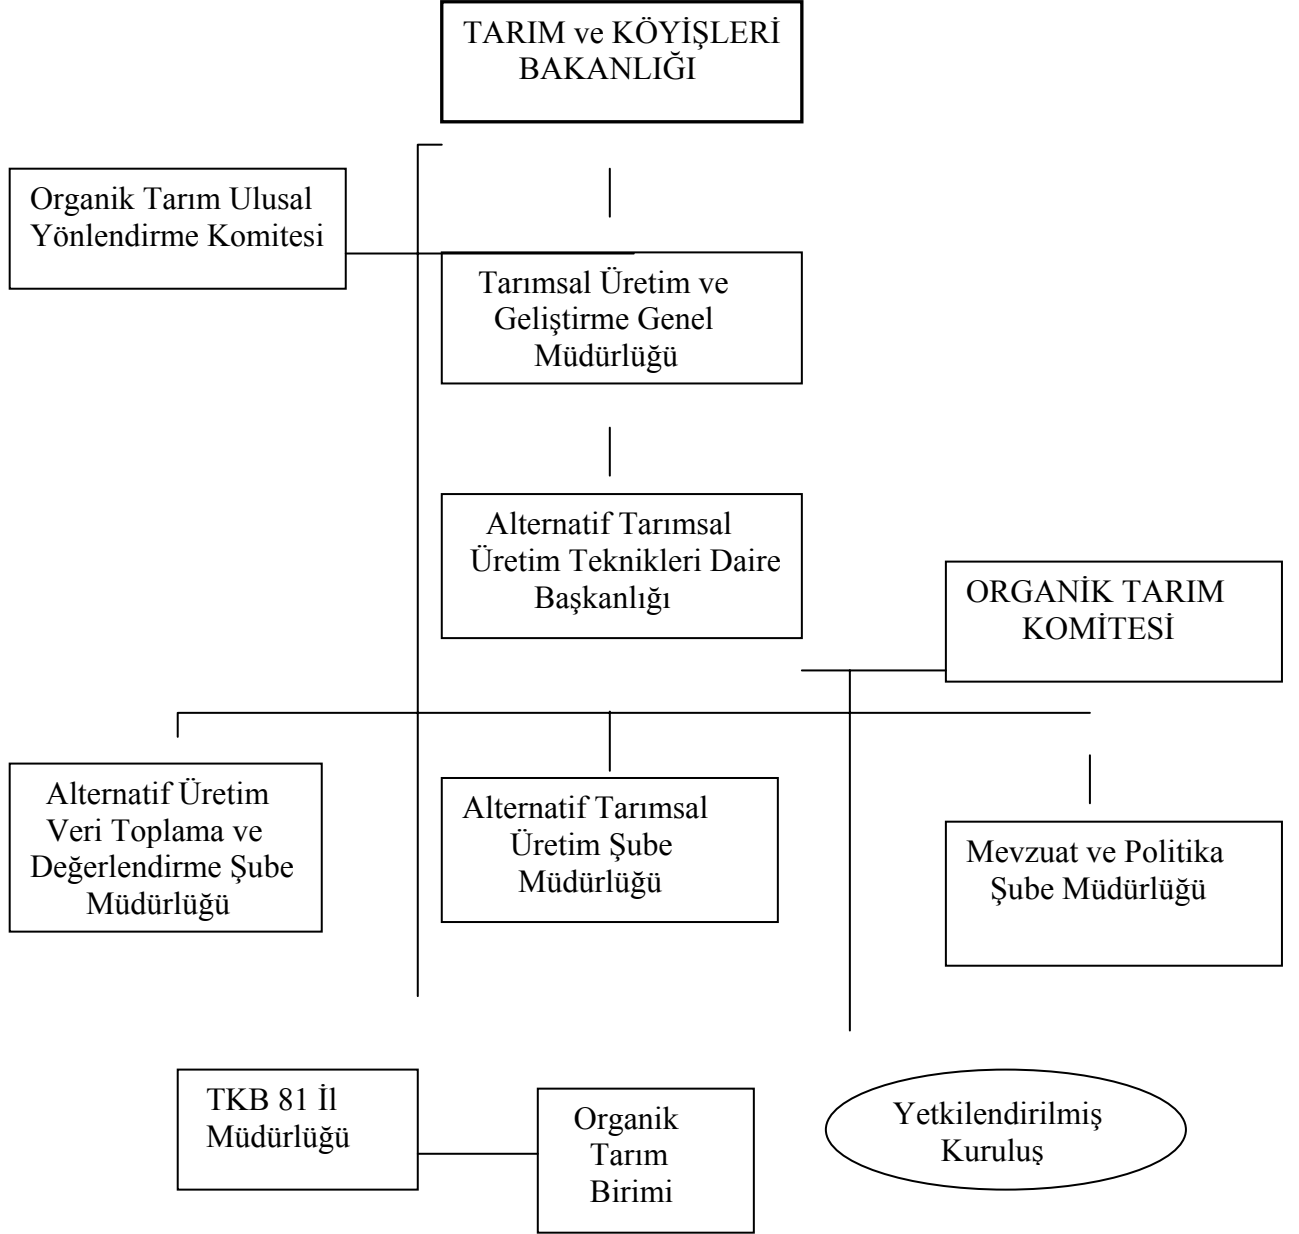 TARIM ve KÖYİŞLERİ
BAKANLIĞI
Organik Tarım Ulusal
Yönlendirme Komitesi
Tarımsal Üretim ve
Geliştirme Genel
Müdürlüğü
Alternatif Tarımsal
Üretim Teknikleri Daire
Başkanlığı
ORGANİK TARIM
KOMİTESİ
Alternatif Üretim
Veri Toplama ve
Değerlendirme Şube
Müdürlüğü
Alternatif Tarımsal
Üretim Şube
Müdürlüğü
Mevzuat ve Politika
Şube Müdürlüğü
TKB 81 İl
Müdürlüğü
Organik
Tarım
Birimi
Yetkilendirilmiş
Kuruluş